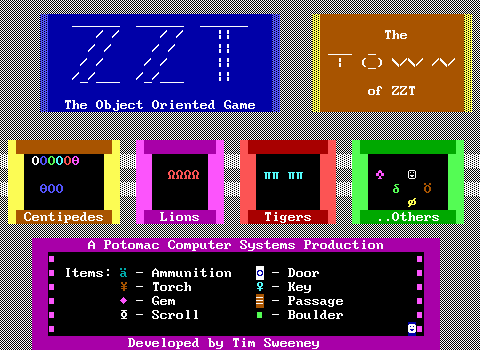 ZZT
The Object Oriented Game
The
TOWN
of ZZT
Centipedes
Lions
Tigers
..Others
A Potomac Computer Systems Production
Items: ä - Ammunition
¥ - Torch
♦ - Gem
Φ - Scroll
o - Door
♀ - Key
≡ - Passage
■ - Boulder
Developed by Tim Sweeney